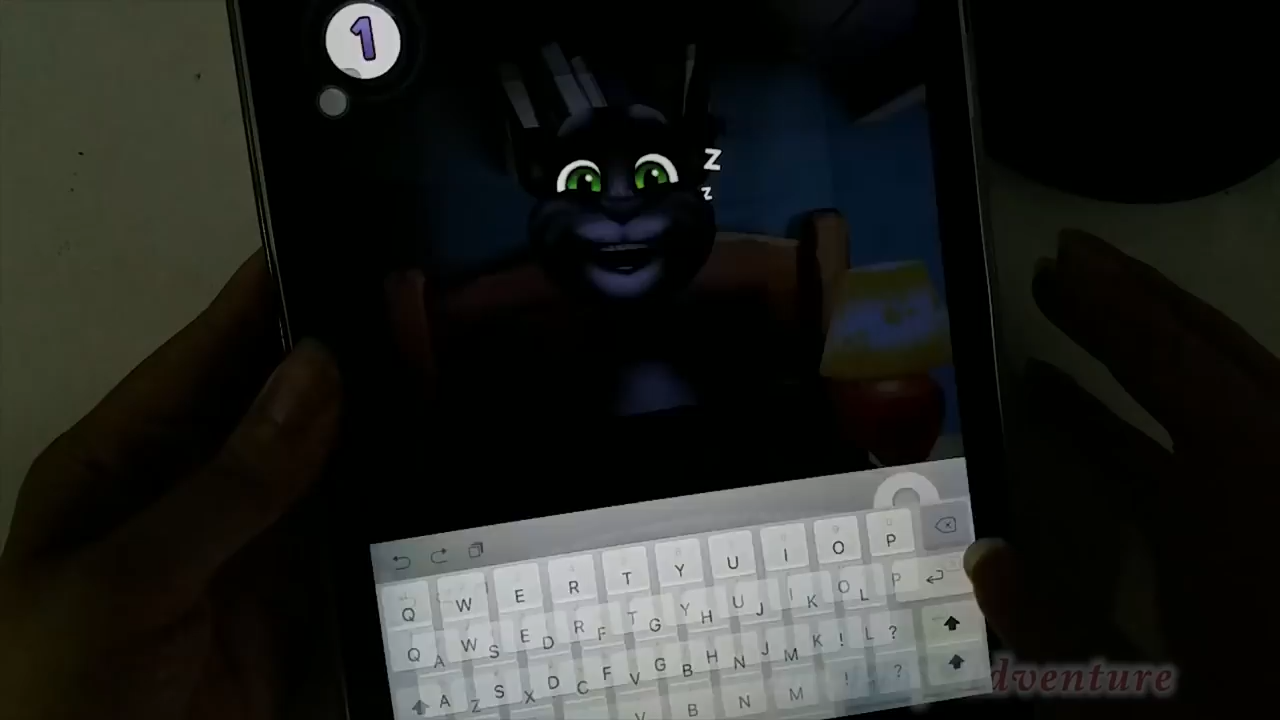 1
Z
z
Q W E R T Y U I O P
Q W E R T Y U I O P
A S D F G H J K L
A S D F G H J K L
Z X C V B N M ! ?
V B N M ! ?
dventure